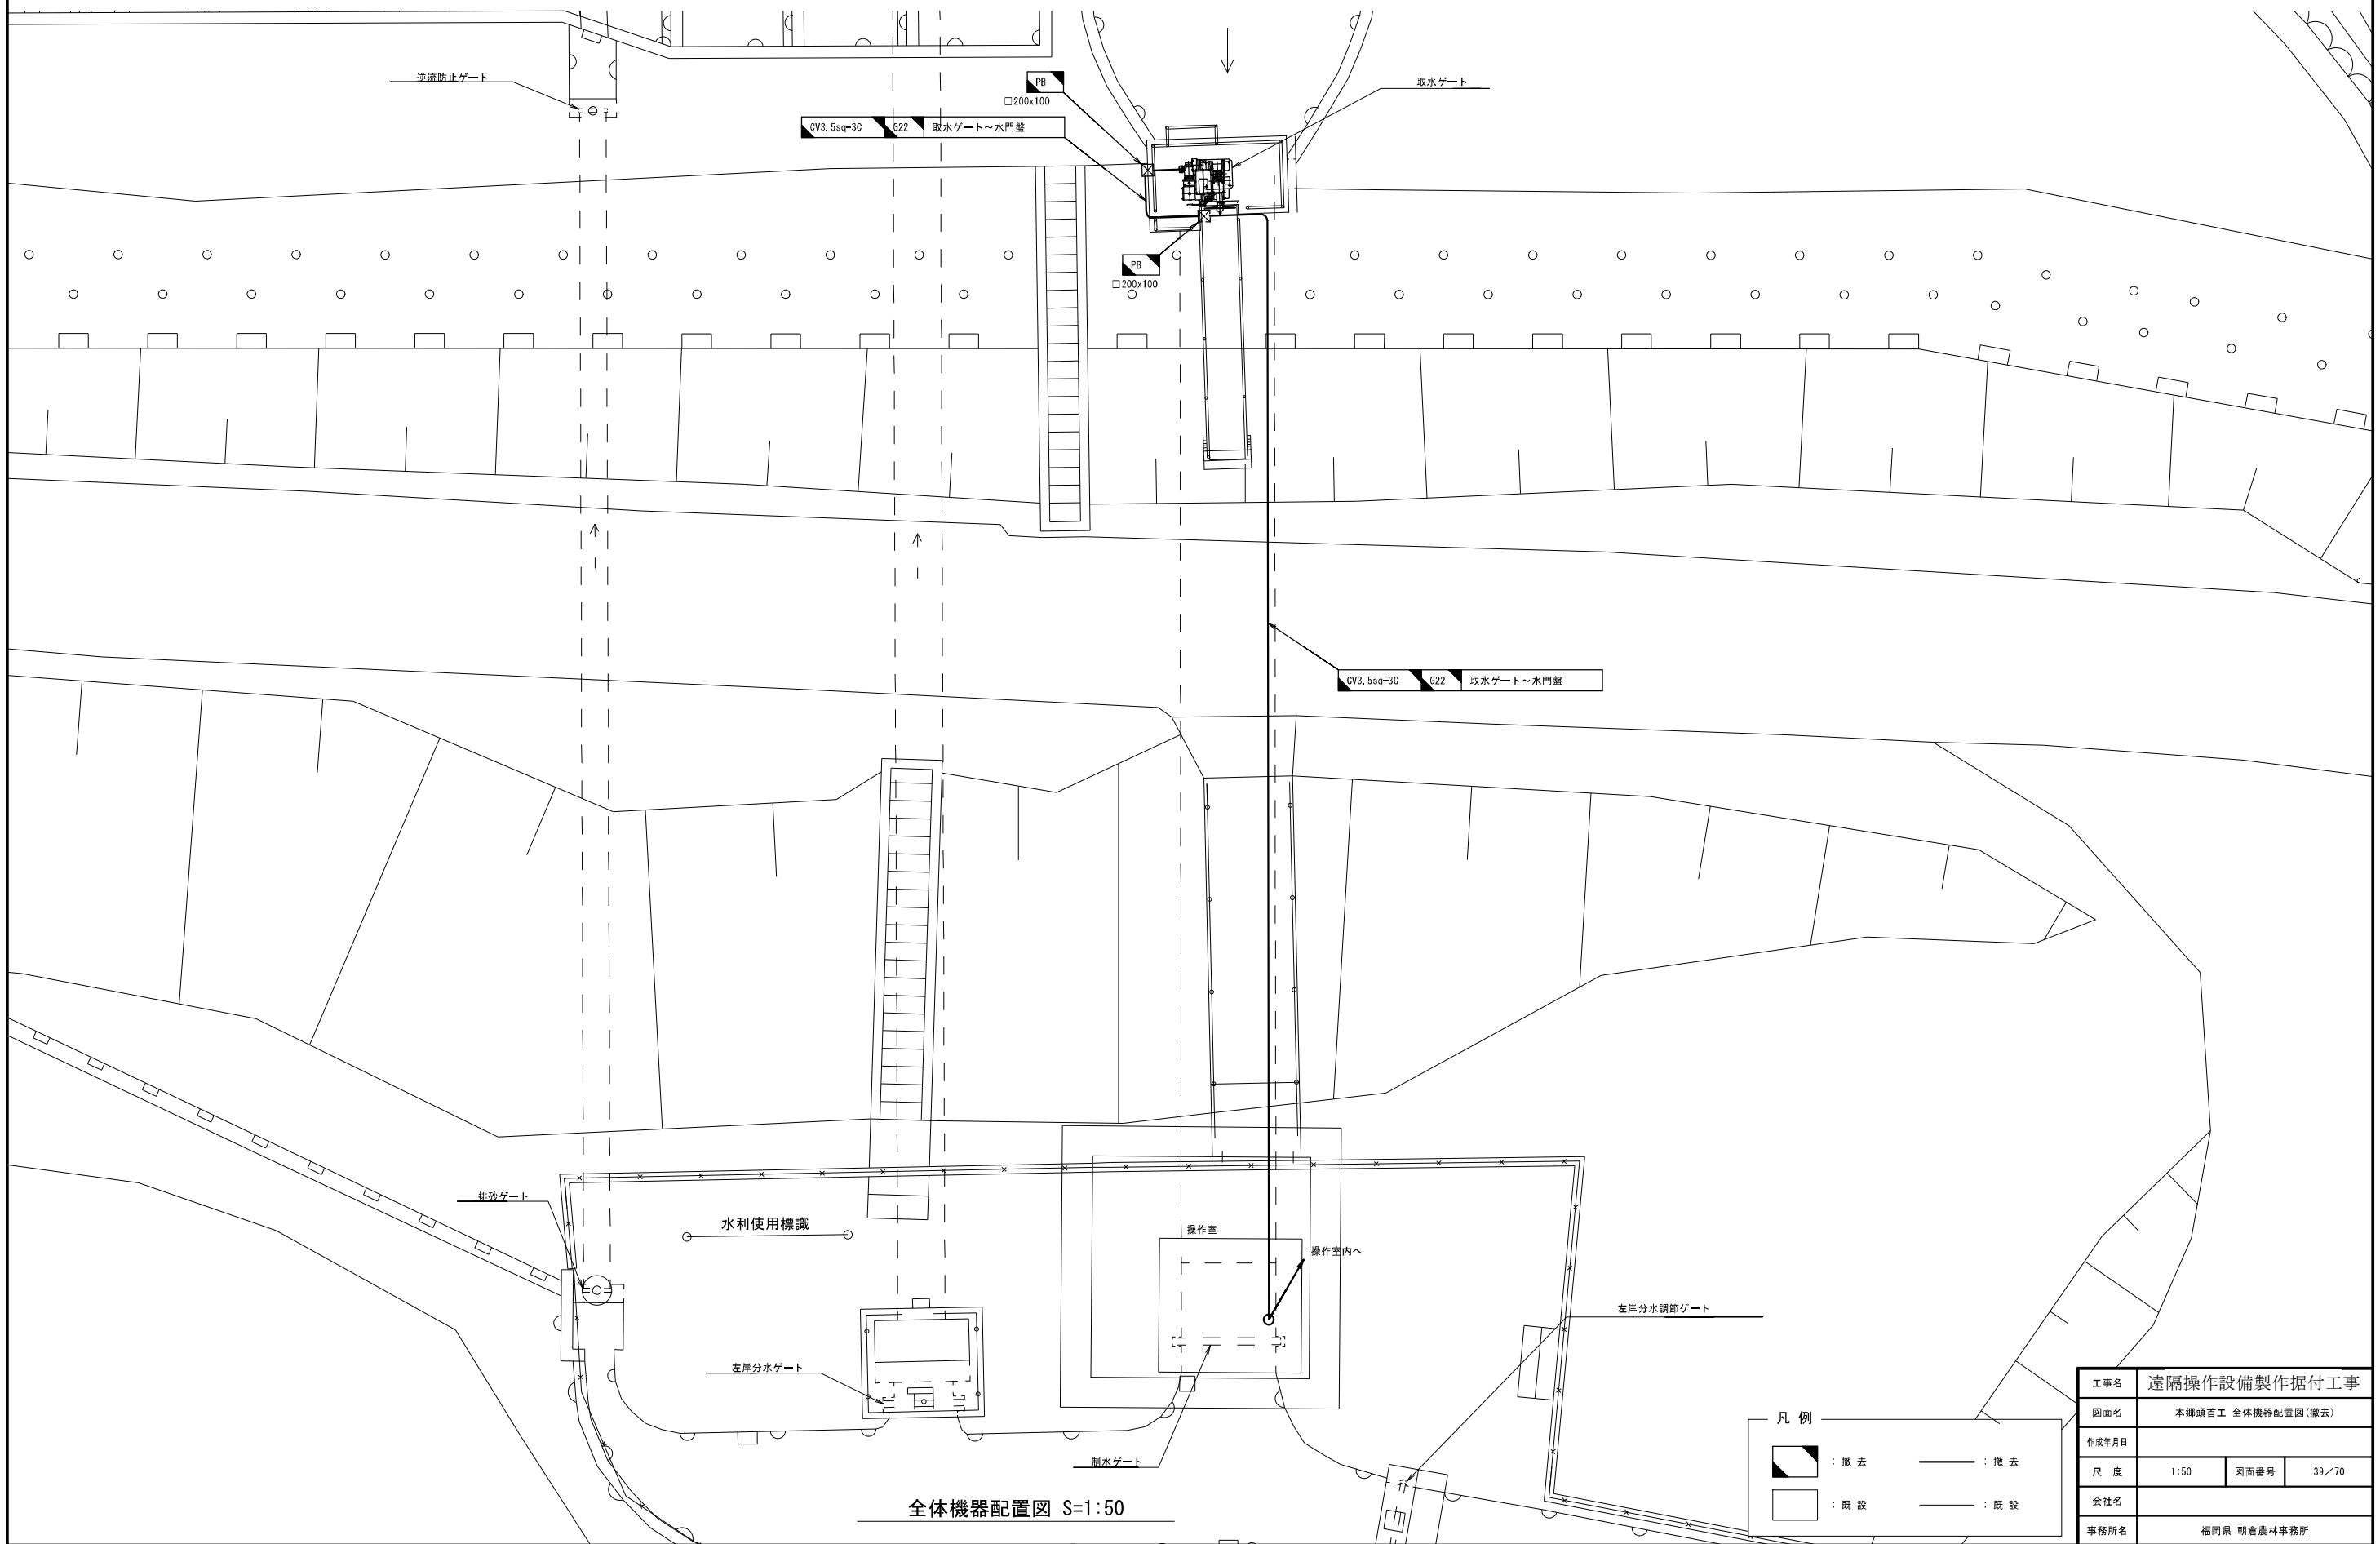 逆流防止ゲート
PB
□200x100
取水ゲート
CV3.5sq-3C G22 取水ゲート～水門盤
PB
□200x100
CV3.5sq-3C G22 取水ゲート～水門盤
排砂ゲート
水利使用標識
操作室
操作室内へ
左岸分水調節ゲート
左岸分水ゲート
制水ゲート
全体機器配置図 S=1:50
凡 例
：撤 去 ：撤 去
：既 設 ：既 設
工事名 遠隔操作設備製作据付工事
図面名 本郷頭首工 全体機器配置図(撤去)
作成年月日
尺 度 1:50 図面番号 39／70
会社名
事務所名 福岡県 朝倉農林事務所